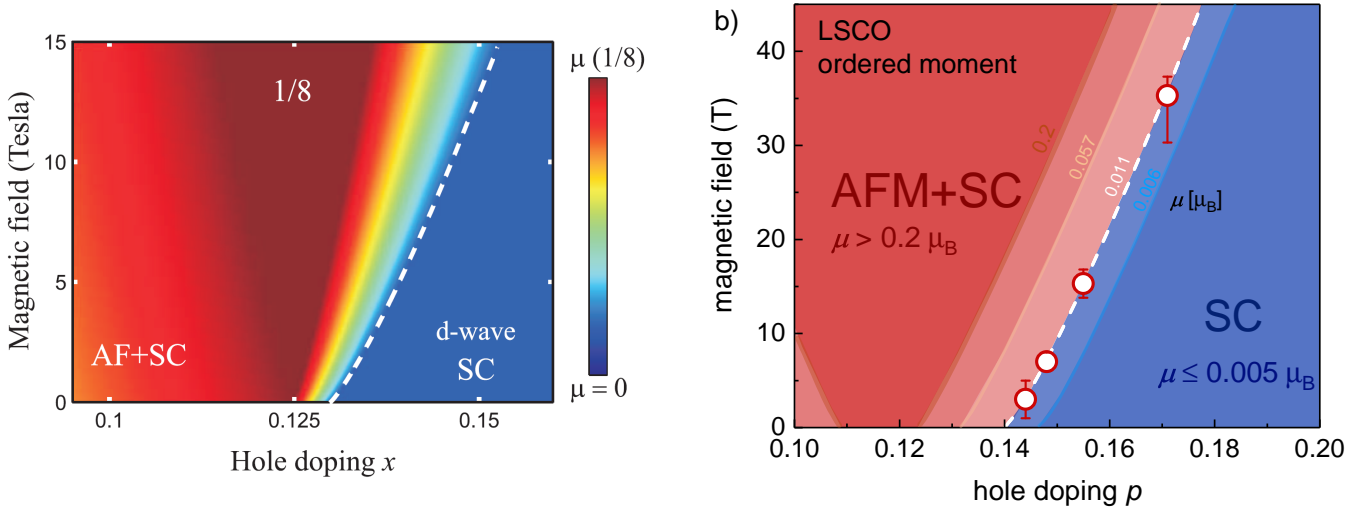 Magnetic field (Tesla)
15
10
5
0
0.1
0.125
0.15
Hole doping x
1/8
AF+SC
d-wave
SC
μ (1/8)
μ = 0
b)
magnetic field (T)
40
30
20
10
0
0.10
0.12
0.14
0.16
0.18
0.20
hole doping p
LSCO
ordered moment
0.2
0.057
0.011
0.006
μ [μB]
AFM+SC
μ > 0.2 μB
SC
μ ≤ 0.005 μB